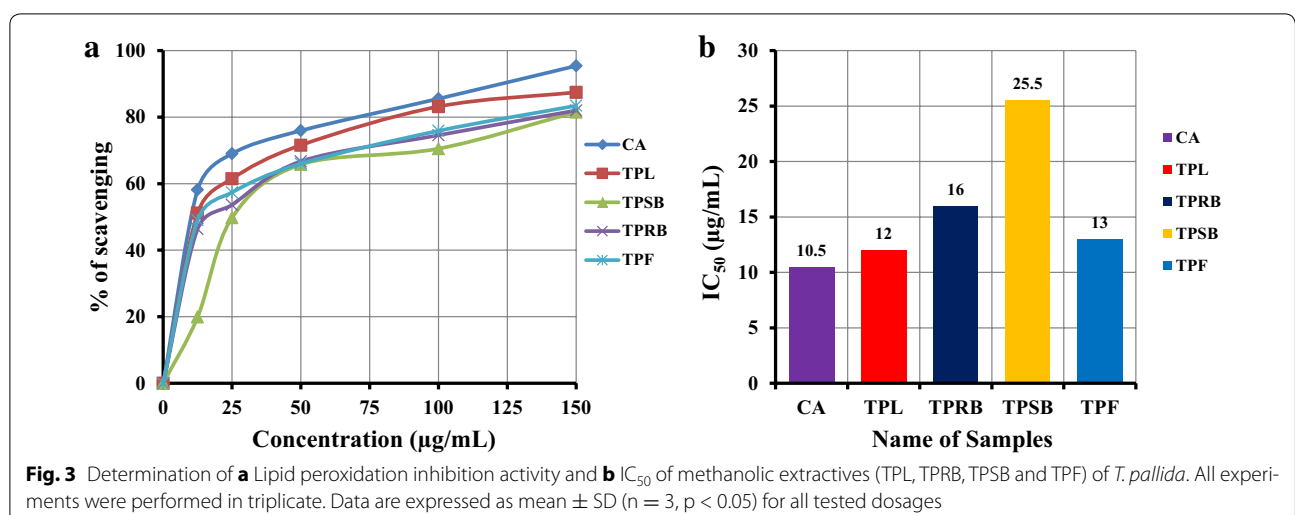 a
100
80
60
40
20
0
% of scavenging
0 25 50 75 100 125 150
Concentration (µg/mL)
CA
TPL
TPSB
TPRB
TPF
b
30
25
20
15
10
5
0
IC50 (µg/mL)
10.5
12
16
25.5
13
CA TPL TPRB TPSB TPF
Name of Samples
CA
TPL
TPRB
TPSB
TPF
Fig. 3 Determination of a Lipid peroxidation inhibition activity and b IC50 of methanolic extractives (TPL, TPRB, TPSB and TPF) of T. pallida. All experi-
ments were performed in triplicate. Data are expressed as mean ± SD (n = 3, p < 0.05) for all tested dosages